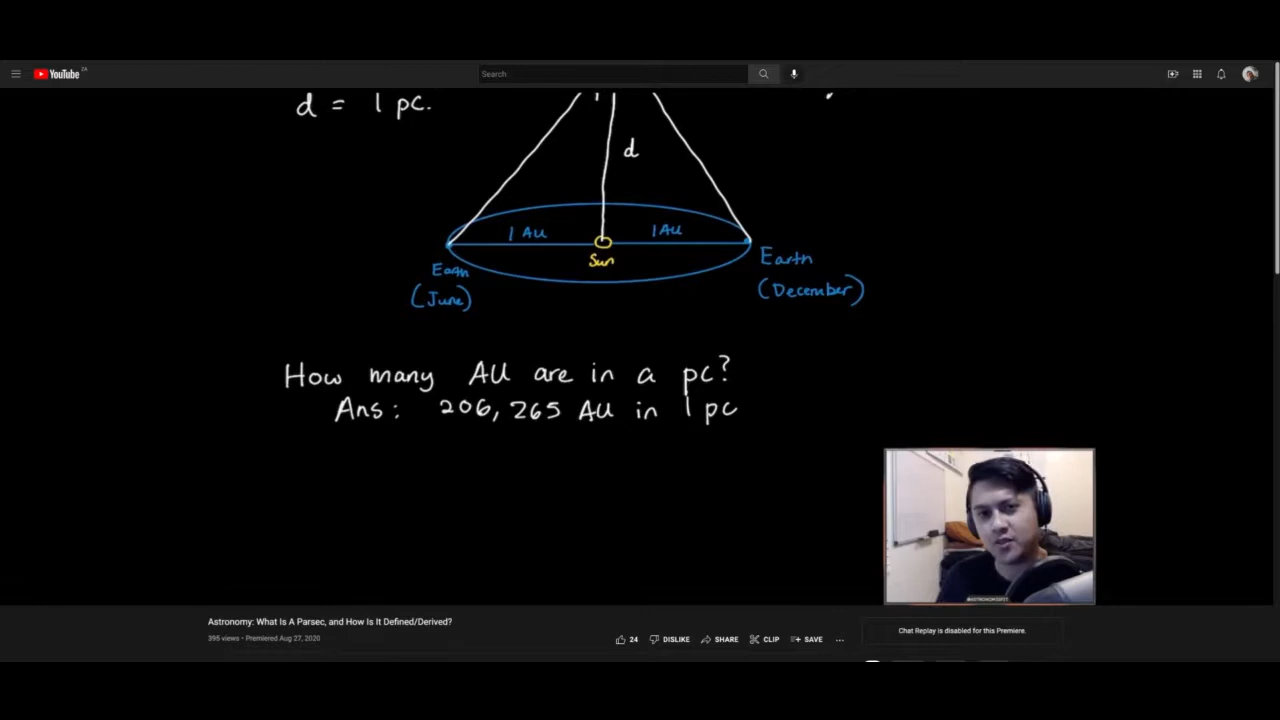 YouTube ZA
Search
d = 1 pc.
d
1 AU
1 AU
Sun
Earth
(June)
Earth
(December)
How many AU are in a pc?
Ans: 206,265 AU in 1 pc
Astronomy: What Is A Parsec, and How Is It Defined/Derived?
395 views • Premiered Aug 27, 2020
24 DISLIKE SHARE CLIP SAVE ...
Chat Replay is disabled for this Premiere.